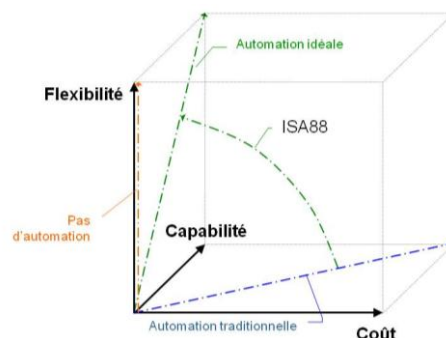 Automation idéale
Flexibilité
ISA88
Pas
d'automation
Capabilité
Automation traditionnelle
Coût